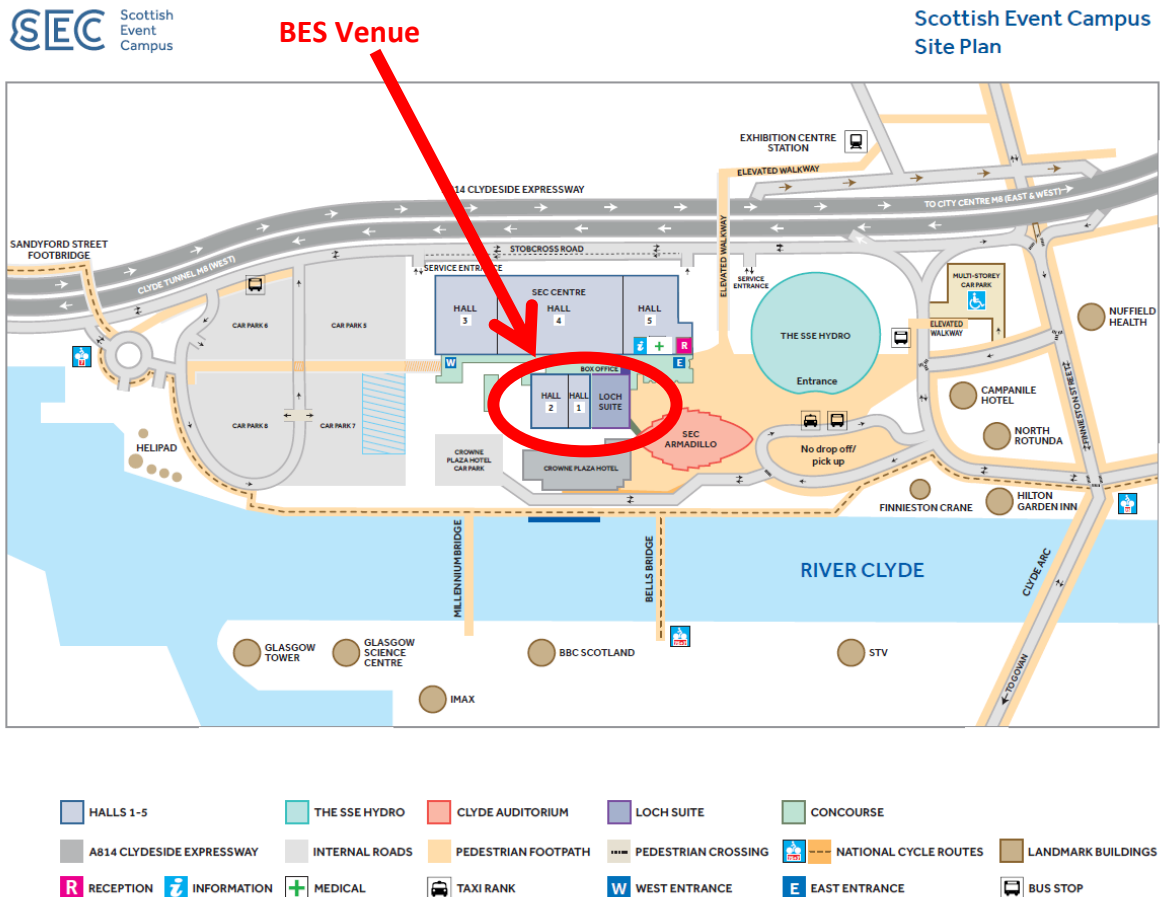 SEC
Scottish
Event
Campus
BES Venue
Scottish Event Campus
Site Plan
EXHIBITION CENTRE
STATION
ELEVATED WALKWAY
A14 CLYDESIDE EXPRESSWAY
TO CITY CENTRE M8 (EAST & WEST)
SANDYFORD STREET
FOOTBRIDGE
CLYDE TUNNEL M8 (WEST)
STOBCROSS ROAD
ELEVATED WALKWAY
SERVICE ENTRANCE
SERVICE
ENTRANCE
MULTI-STOREY
CAR PARK
SEC CENTRE
HALL
3
HALL
4
HALL
5
i
R
NUFFIELD
HEALTH
CAR PARK 6
CAR PARK 5
THE SSE HYDRO
ELEVATED
WALKWAY
7
W
BOX OFFICE
E
Entrance
FINNIESTON STREET
HALL
2
HALL
1
LOCH
SUITE
CAMPANILE
HOTEL
CAR PARK 8
CAR PARK 7
SEC
ARMADILLO
NORTH
ROTUNDA
HELIPAD
CROWNE
PLAZA HOTEL
CAR PARK
CROWNE PLAZA HOTEL
No drop off/
pick up
FINNIESTON CRANE
HILTON
GARDEN INN
MILLENNIUM BRIDGE
BELLS BRIDGE
RIVER CLYDE
CLYDE ARC
GLASGOW
TOWER
GLASGOW
SCIENCE
CENTRE
BBC SCOTLAND
STV
IMAX
TO GOVAN
HALLS 1-5
THE SSE HYDRO
CLYDE AUDITORIUM
LOCH SUITE
CONCOURSE
A814 CLYDESIDE EXPRESSWAY
INTERNAL ROADS
PEDESTRIAN FOOTPATH
PEDESTRIAN CROSSING
NATIONAL CYCLE ROUTES
LANDMARK BUILDINGS
R RECEPTION
i INFORMATION
MEDICAL
TAXI RANK
W WEST ENTRANCE
E EAST ENTRANCE
BUS STOP